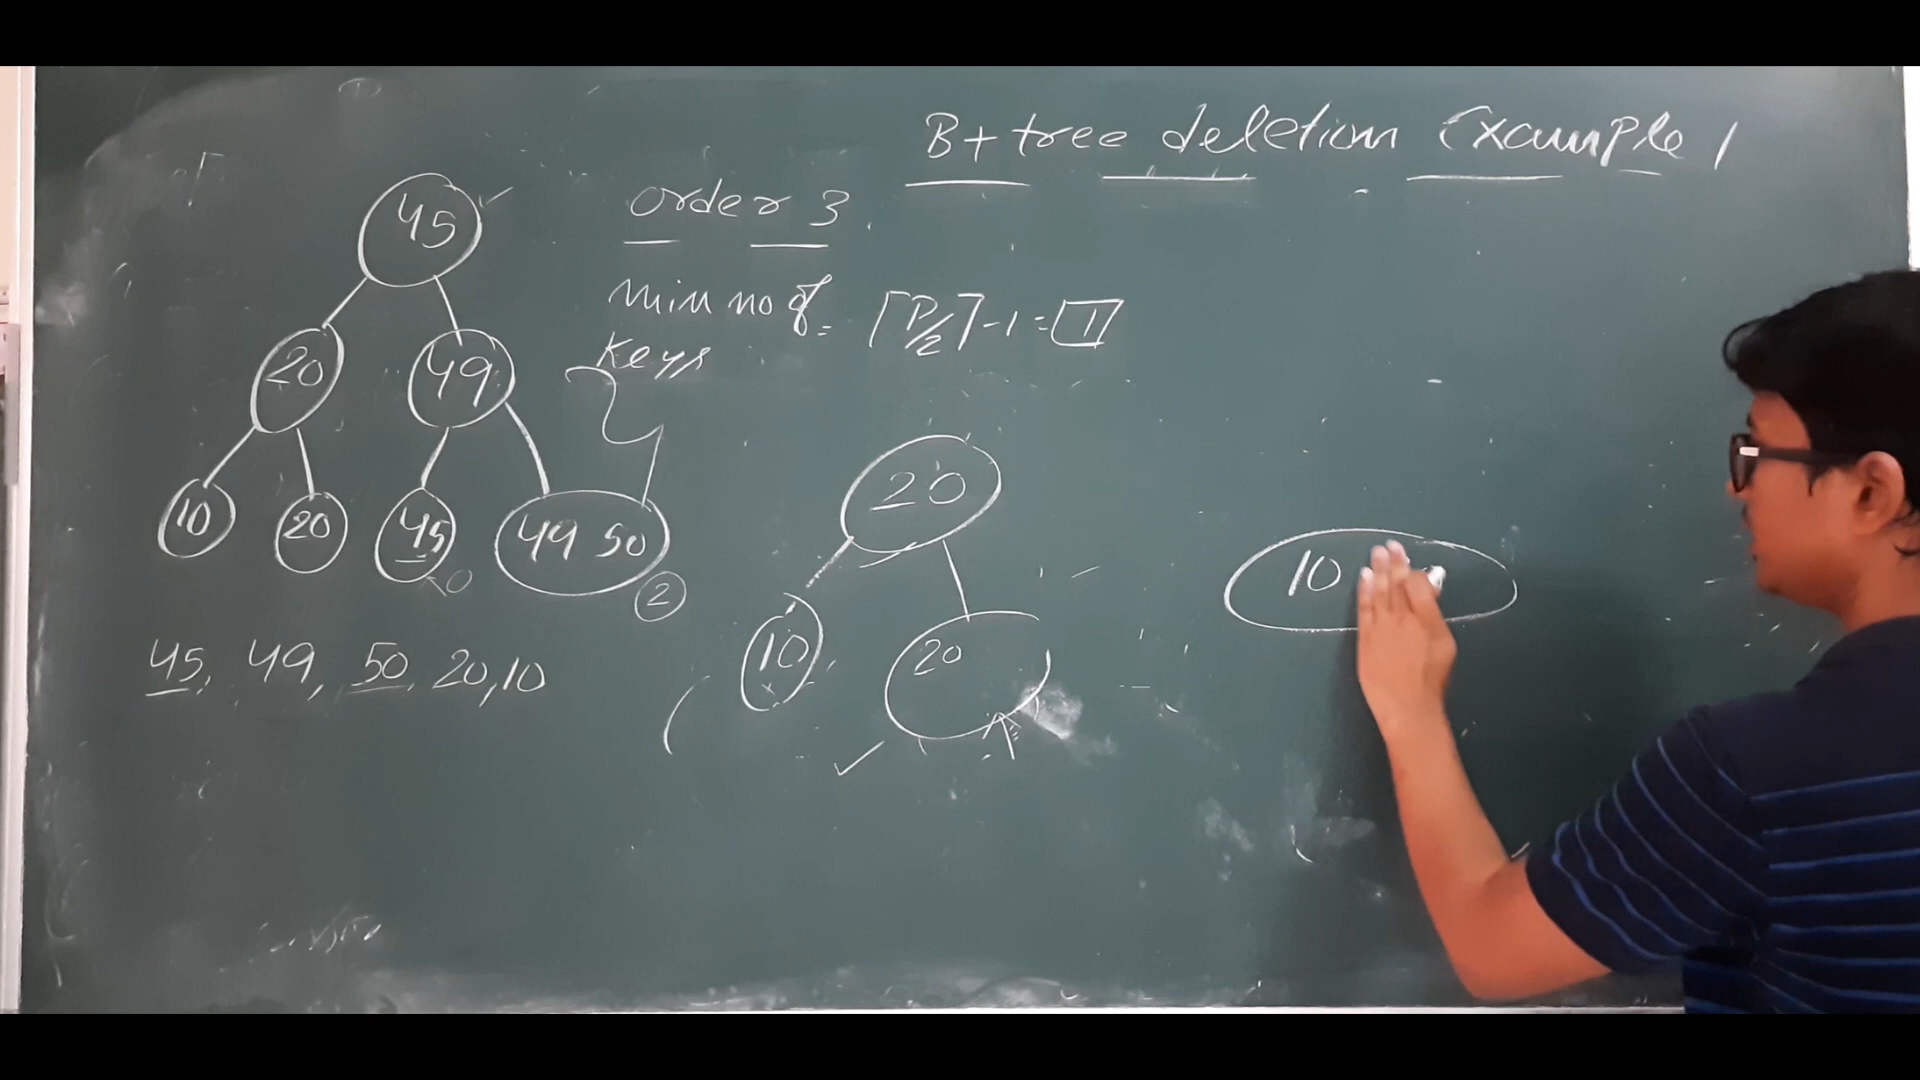 B+ tree deletion Example 1
order 3
min no of = ⌈P/2⌉ - 1 = 1
keys
45
20 49
10 20 45 49 50
0
2
45, 49, 50, 20, 10
20
10 20
10